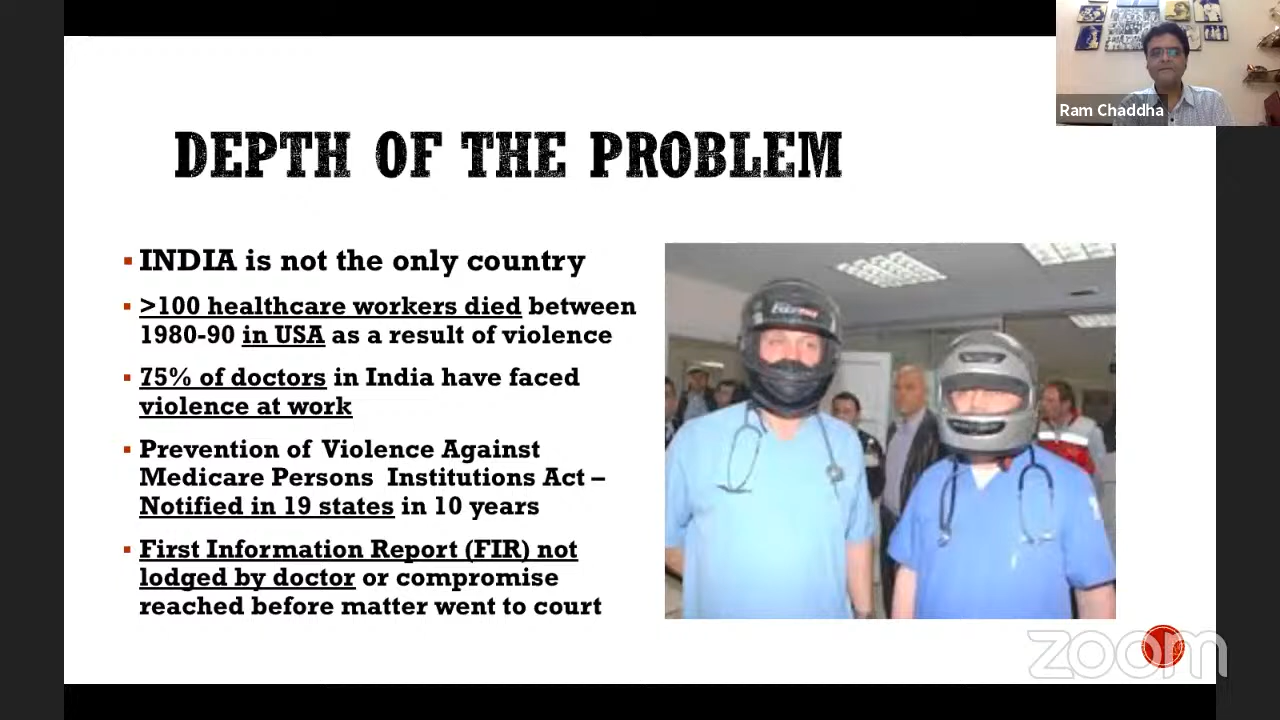 Ram Chaddha
DEPTH OF THE PROBLEM
INDIA is not the only country
>100 healthcare workers died between
1980-90 in USA as a result of violence
75% of doctors in India have faced
violence at work
Prevention of Violence Against
Medicare Persons Institutions Act –
Notified in 19 states in 10 years
First Information Report (FIR) not
lodged by doctor or compromise
reached before matter went to court
zoom